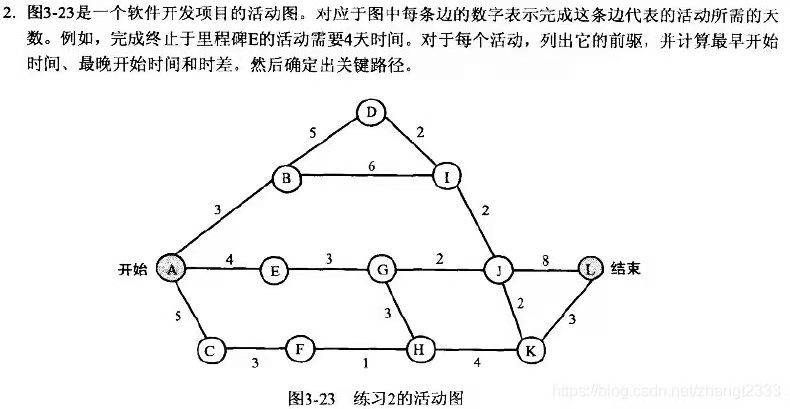 2. 图3-23是一个软件开发项目的活动图。对应于图中每条边的数字表示完成这条边代表的活动所需的天
数。例如，完成终止于里程碑E的活动需要4天时间。对于每个活动，列出它的前驱，并计算最早开始
时间、最晚开始时间和时差。然后确定出关键路径。
D
5 2
B 6 I
3 2
开始 A 4 E 3 G 2 J 8 L 结束
5 3 2 3
C 3 F 1 H 4 K
图3-23 练习2的活动图
https://blog.csdn.net/zhangt2333